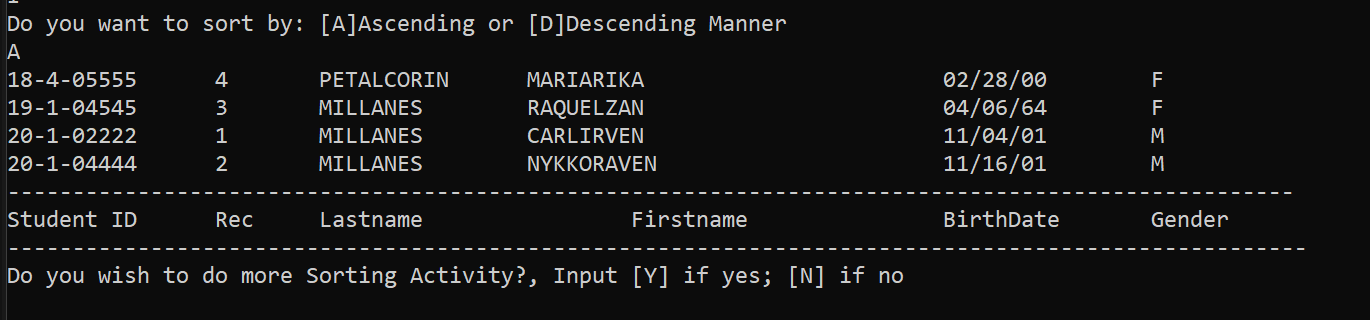 Do you want to sort by: [A]Ascending or [D]Descending Manner
A
18-4-05555 4 PETALCORIN MARIARIKA 02/28/00 F
19-1-04545 3 MILLANES RAQUELZAN 04/06/64 F
20-1-02222 1 MILLANES CARLIRVEN 11/04/01 M
20-1-04444 2 MILLANES NYKKORAVEN 11/16/01 M
---------------------------------------------------------------------------------------------------
Student ID Rec Lastname Firstname BirthDate Gender
----------------------------------------------------------------------------------------------------
Do you wish to do more Sorting Activity?, Input [Y] if yes; [N] if no